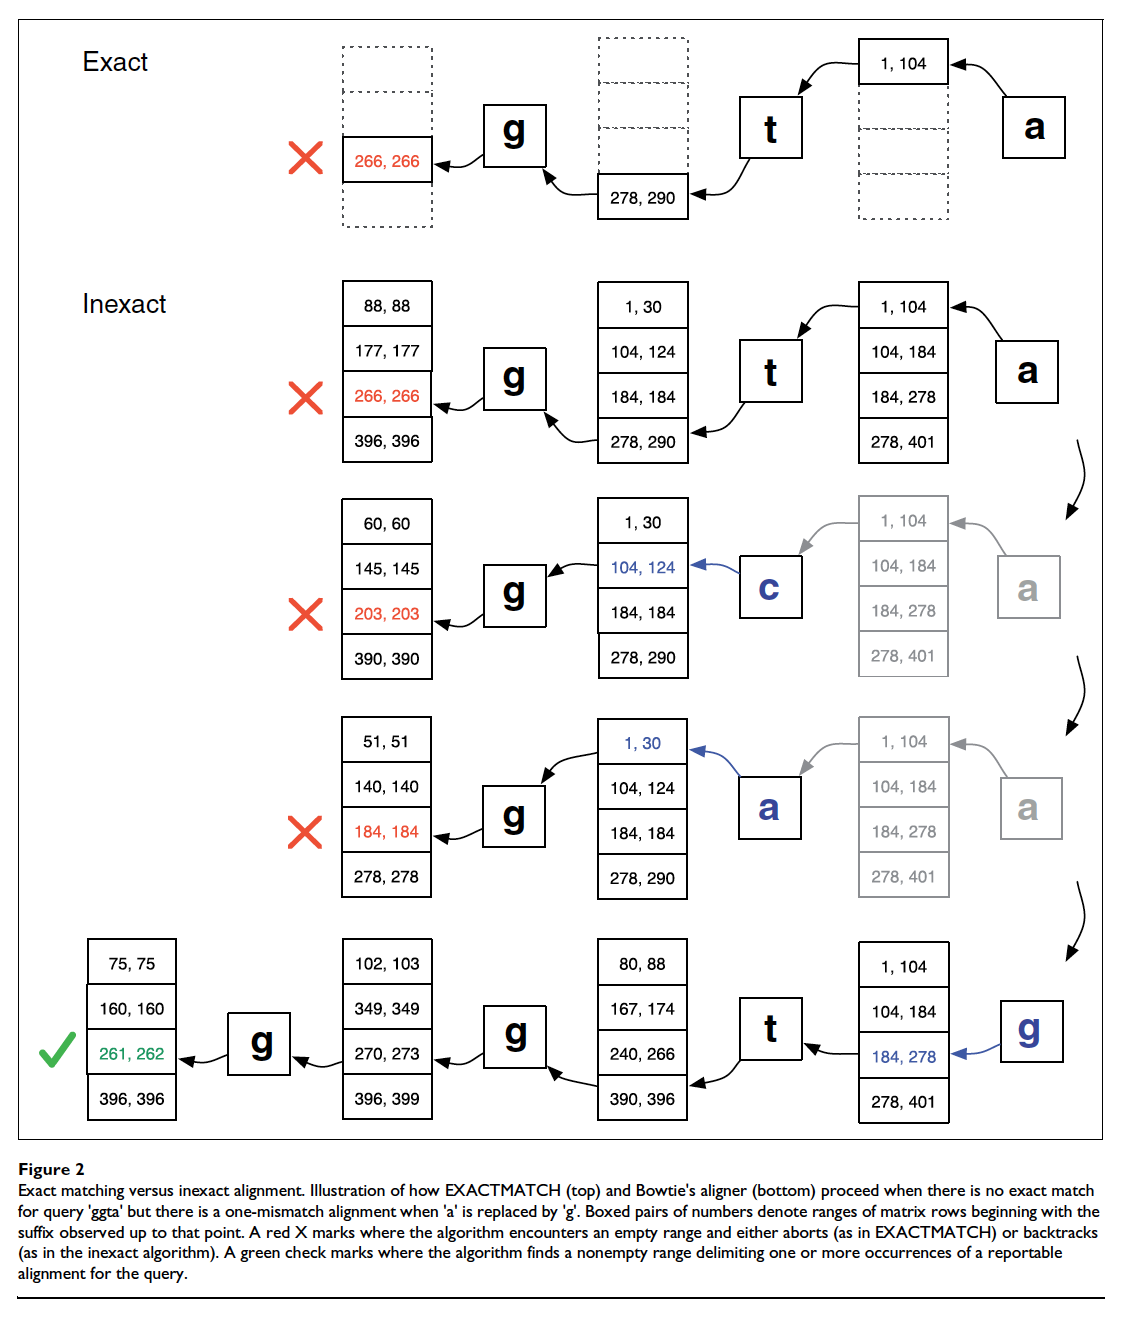 Exact
1, 104
g
t
a
266, 266
278, 290
Inexact
88, 88
1, 30
1, 104
177, 177
104, 124
104, 184
g
t
a
266, 266
184, 184
184, 278
396, 396
278, 290
278, 401
60, 60
1, 30
1, 104
145, 145
104, 124
104, 184
g
c
a
203, 203
184, 184
184, 278
390, 390
278, 290
278, 401
51, 51
1, 30
1, 104
140, 140
104, 124
104, 184
g
a
a
184, 184
184, 184
184, 278
278, 278
278, 290
278, 401
75, 75
102, 103
80, 88
1, 104
160, 160
349, 349
167, 174
104, 184
g
g
t
g
261, 262
270, 273
240, 266
184, 278
396, 396
396, 399
390, 396
278, 401
Figure 2
Exact matching versus inexact alignment. Illustration of how EXACTMATCH (top) and Bowtie's aligner (bottom) proceed when there is no exact match
for query 'ggta' but there is a one-mismatch alignment when 'a' is replaced by 'g'. Boxed pairs of numbers denote ranges of matrix rows beginning with the
suffix observed up to that point. A red X marks where the algorithm encounters an empty range and either aborts (as in EXACTMATCH) or backtracks
(as in the inexact algorithm). A green check marks where the algorithm finds a nonempty range delimiting one or more occurrences of a reportable
alignment for the query.